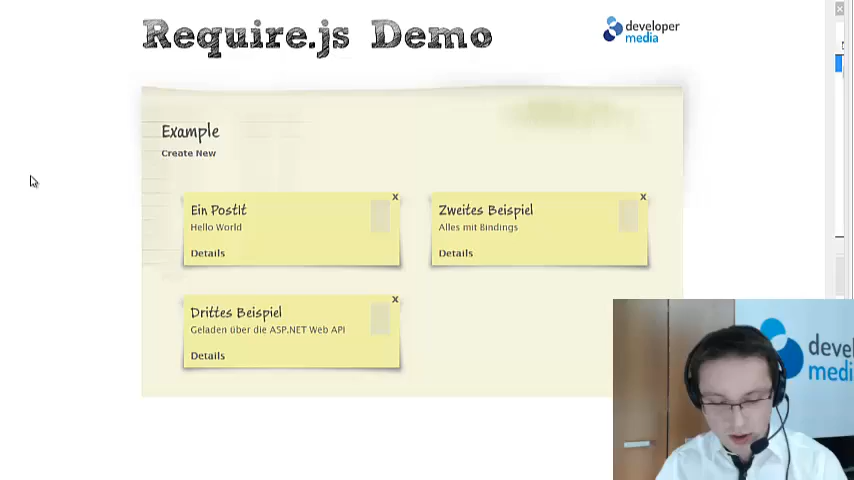 Require.js Demo
developer
media
Example
Create New
x
Ein PostIt
Hello World
Details
x
Zweites Beispiel
Alles mit Bindings
Details
x
Drittes Beispiel
Geladen über die ASP.NET Web API
Details
deve
medi